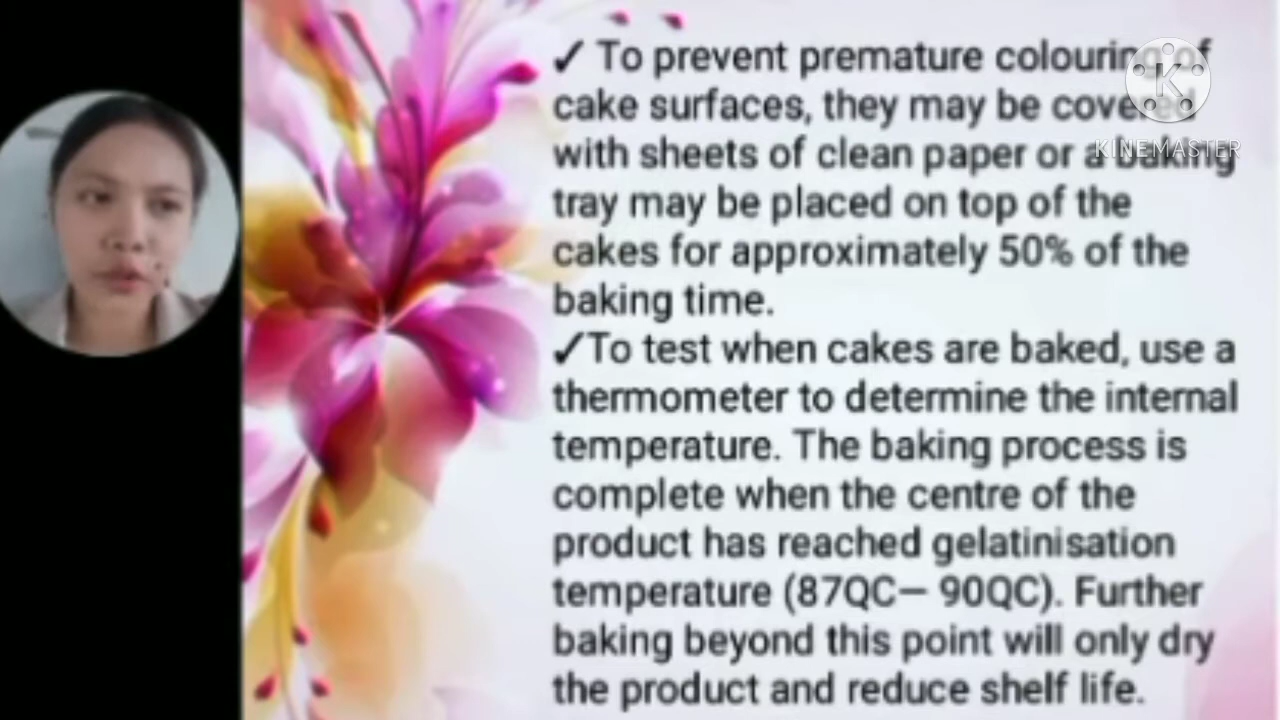 ✓ To prevent premature colouring of
cake surfaces, they may be covered
with sheets of clean paper or a baking
tray may be placed on top of the
cakes for approximately 50% of the
baking time.
✓To test when cakes are baked, use a
thermometer to determine the internal
temperature. The baking process is
complete when the centre of the
product has reached gelatinisation
temperature (87QC— 90QC). Further
baking beyond this point will only dry
the product and reduce shelf life.
K
KINEMASTER